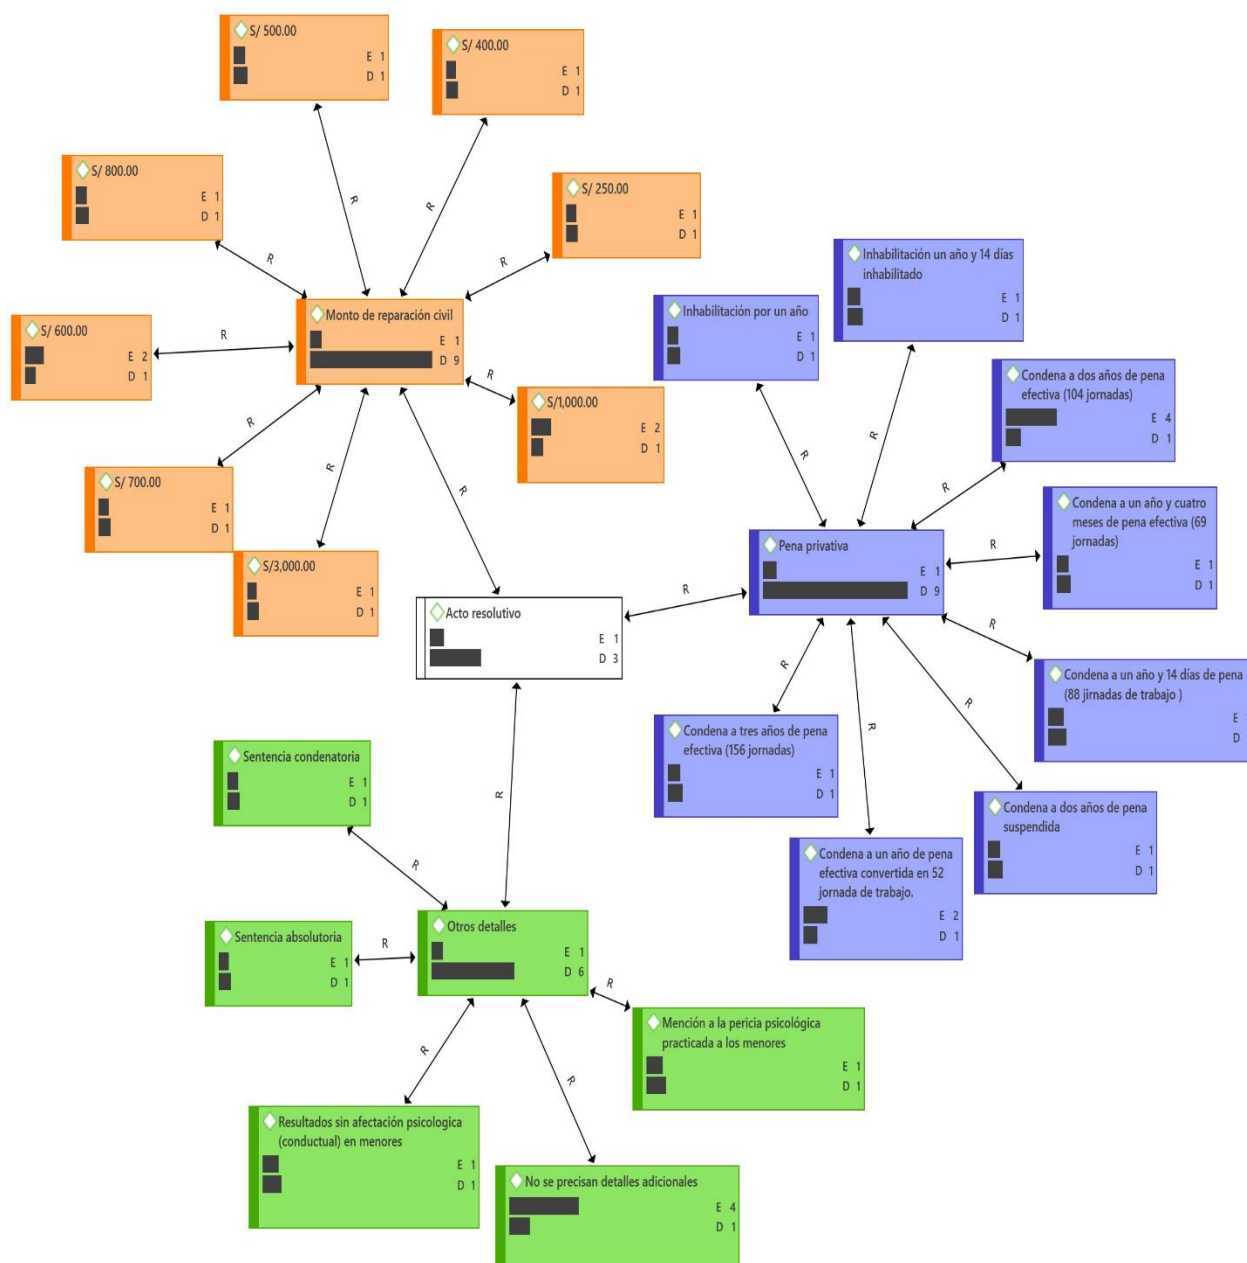 S/ 500.00
E 1
D 1
S/ 400.00
E 1
D 1
S/ 800.00
E 1
D 1
S/ 250.00
E 1
D 1
R
R
R
R
Monto de reparación civil
E 1
D 9
S/ 600.00
E 2
D 1
R
S/1,000.00
E 2
D 1
R
S/ 700.00
E 1
D 1
R
R
S/3,000.00
E 1
D 1
R
R
Inhabilitación un año y 14 días
inhabilitado
E 1
D 1
Inhabilitación por un año
E 1
D 1
Condena a dos años de pena
efectiva (104 jornadas)
E 4
D 1
R
R
R
Condena a un año y cuatro
meses de pena efectiva (69
jornadas)
E 1
D 1
R
Pena privativa
E 1
D 9
R
Acto resolutivo
E 1
D 3
R
Condena a un año y 14 días de pena
(88 jirnadas de trabajo )
E
D
R
R
R
Condena a tres años de pena
efectiva (156 jornadas)
E 1
D 1
Condena a dos años de pena
suspendida
E 1
D 1
Condena a un año de pena
efectiva convertida en 52
jornada de trabajo.
E 2
D 1
R
Sentencia condenatoria
E 1
D 1
R
Sentencia absolutoria
E 1
D 1
R
Otros detalles
E 1
D 6
R
Mención a la pericia psicológica
practicada a los menores
E 1
D 1
R
R
Resultados sin afectación psicologica
(conductual) en menores
E 1
D 1
No se precisan detalles adicionales
E 4
D 1